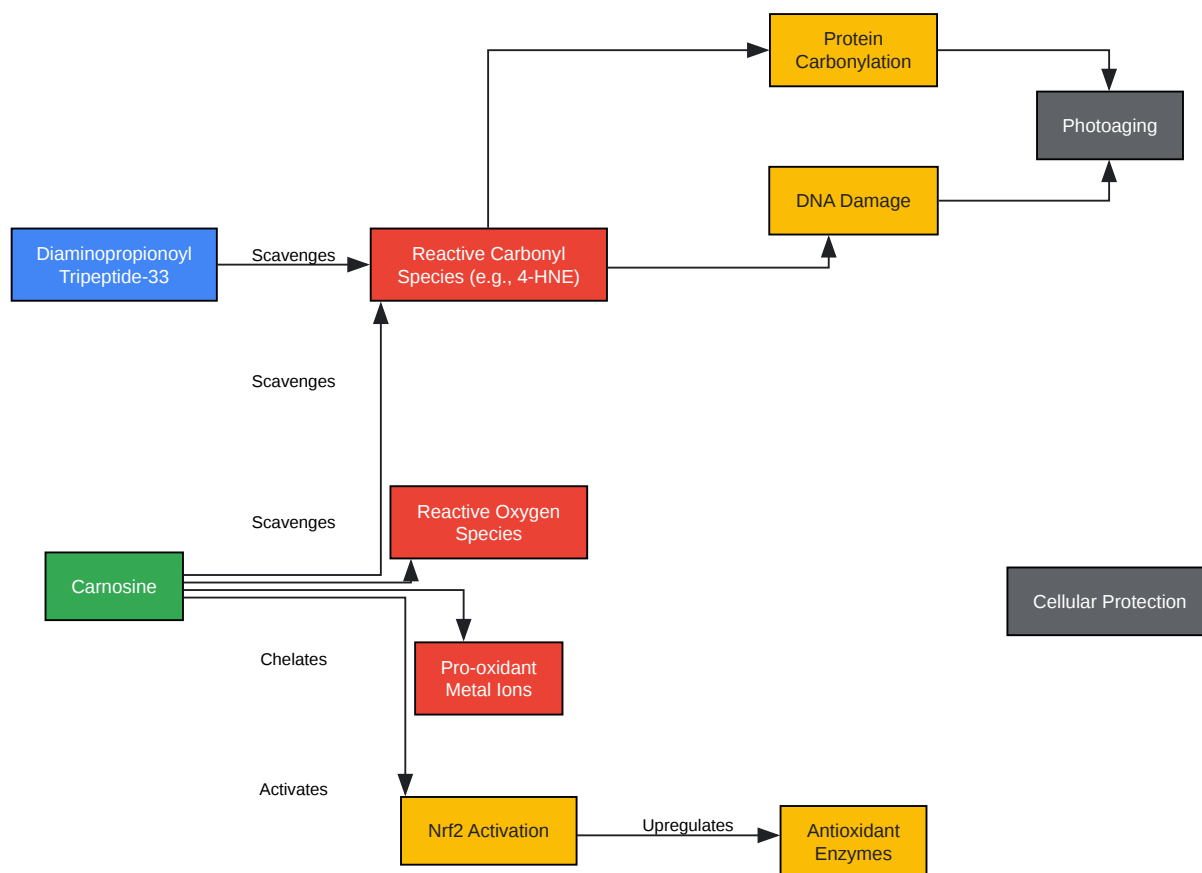 Protein
Carbonylation
Photoaging
DNA Damage
Diaminopropionoyl
Tripeptide-33
Scavenges
Reactive Carbonyl
Species (e.g., 4-HNE)
Scavenges
Scavenges
Reactive Oxygen
Species
Carnosine
Cellular Protection
Chelates
Pro-oxidant
Metal Ions
Activates
Nrf2 Activation
Upregulates
Antioxidant
Enzymes